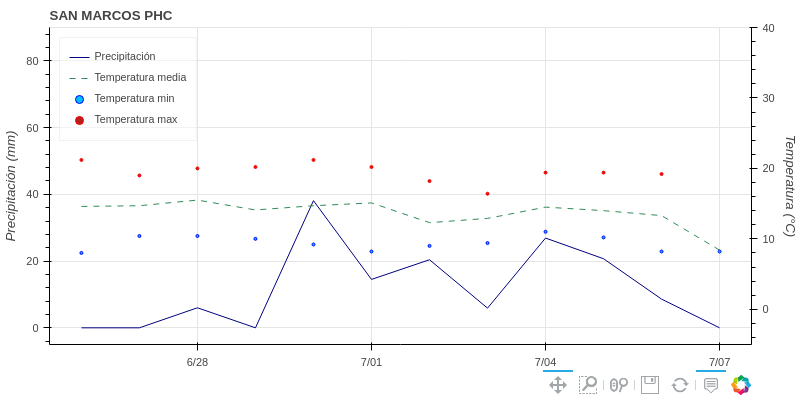 SAN MARCOS PHC
Precipitación
Temperatura media
Temperatura min
Temperatura max
80
60
40
20
0
Precipitación (mm)
40
30
20
10
0
Temperatura (°C)
6/28
7/01
7/04
7/07